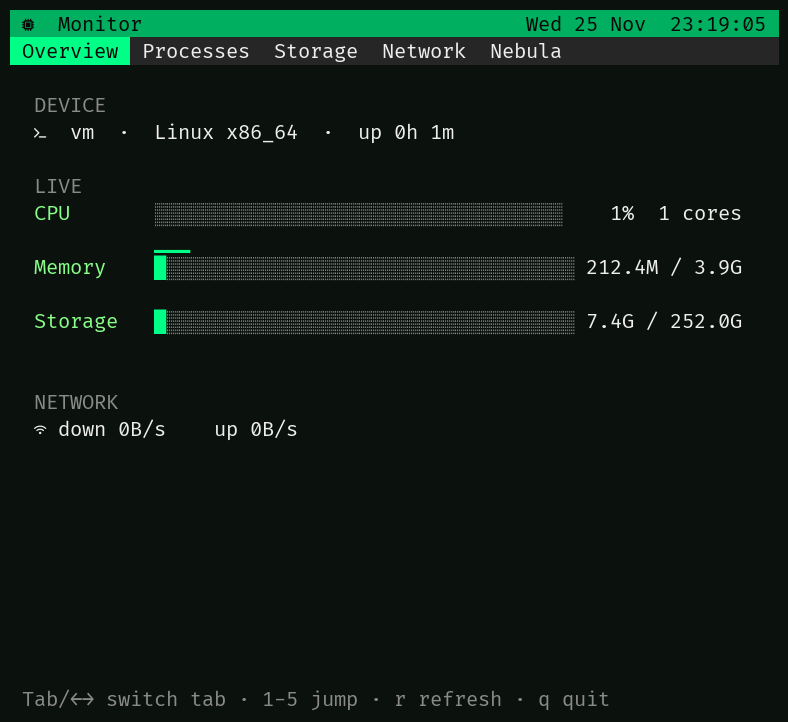 Monitor Wed 25 Nov 23:19:05
Overview Processes Storage Network Nebula
DEVICE
vm · Linux x86_64 · up 0h 1m
LIVE
CPU 1% 1 cores
Memory 212.4M / 3.9G
Storage 7.4G / 252.0G
NETWORK
down 0B/s up 0B/s
Tab/↔ switch tab · 1-5 jump · r refresh · q quit